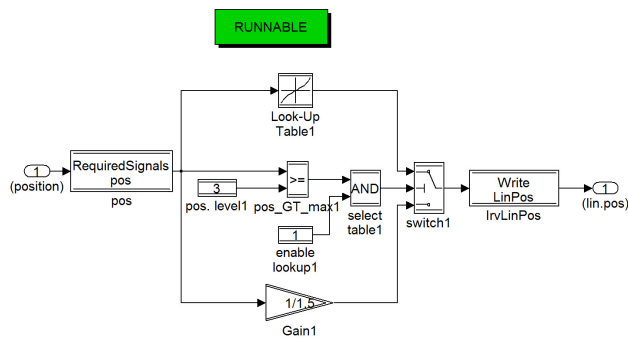 RUNNABLE
Look-Up
Table1
1
(position)
RequiredSignals
pos
pos
3
pos. level1
>=
pos_GT_max1
1
enable
lookup1
AND
select
table1
switch1
Write
LinPos
IrvLinPos
1
(lin.pos)
1/1.5
Gain1